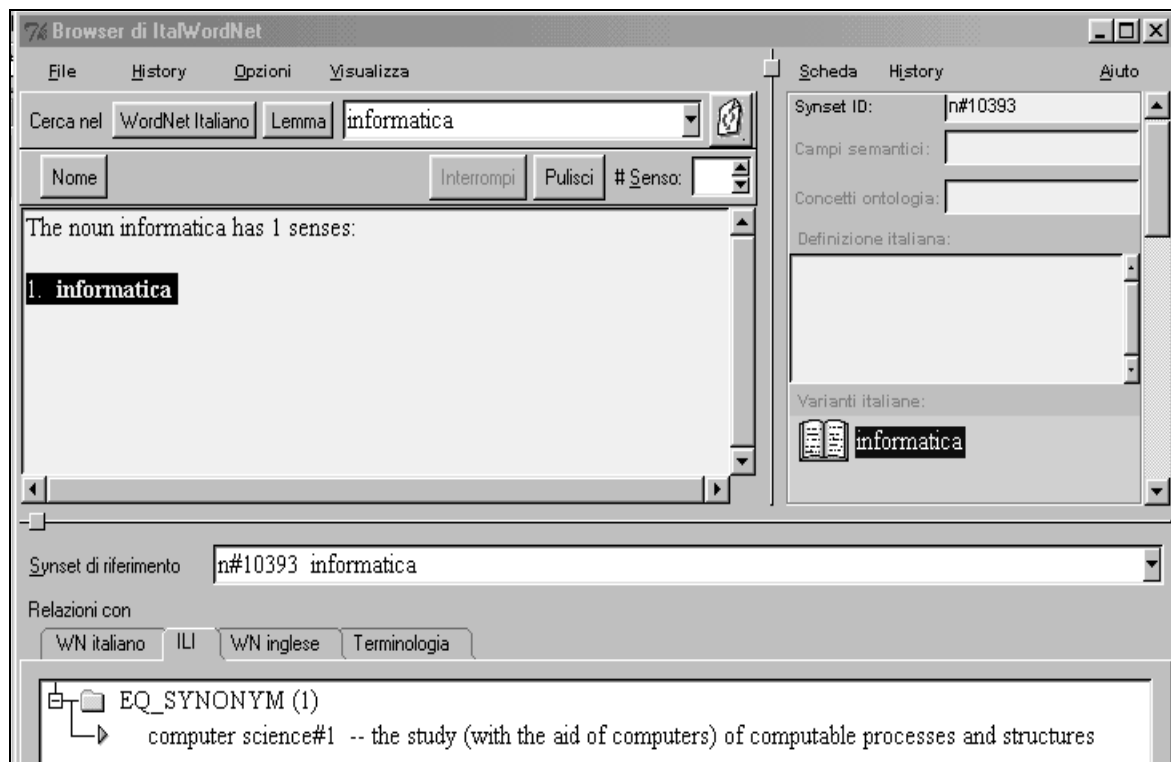 Browser di ItalWordNet
File History Opzioni Visualizza
Cerca nel WordNet Italiano Lemma informatica
Nome Interrompi Pulisci # Senso:
The noun informatica has 1 senses:
1. informatica
Scheda History Aiuto
Synset ID: n#10393
Campi semantici:
Concetti ontologia:
Definizione italiana:
Varianti italiane:
informatica
Synset di riferimento n#10393 informatica
Relazioni con
WN italiano ILI WN inglese Terminologia
EQ_SYNONYM (1)
computer science#1 -- the study (with the aid of computers) of computable processes and structures